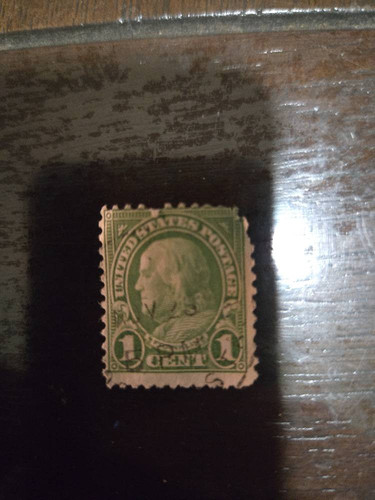 UNITED STATES POSTAGE
1 CENT 1